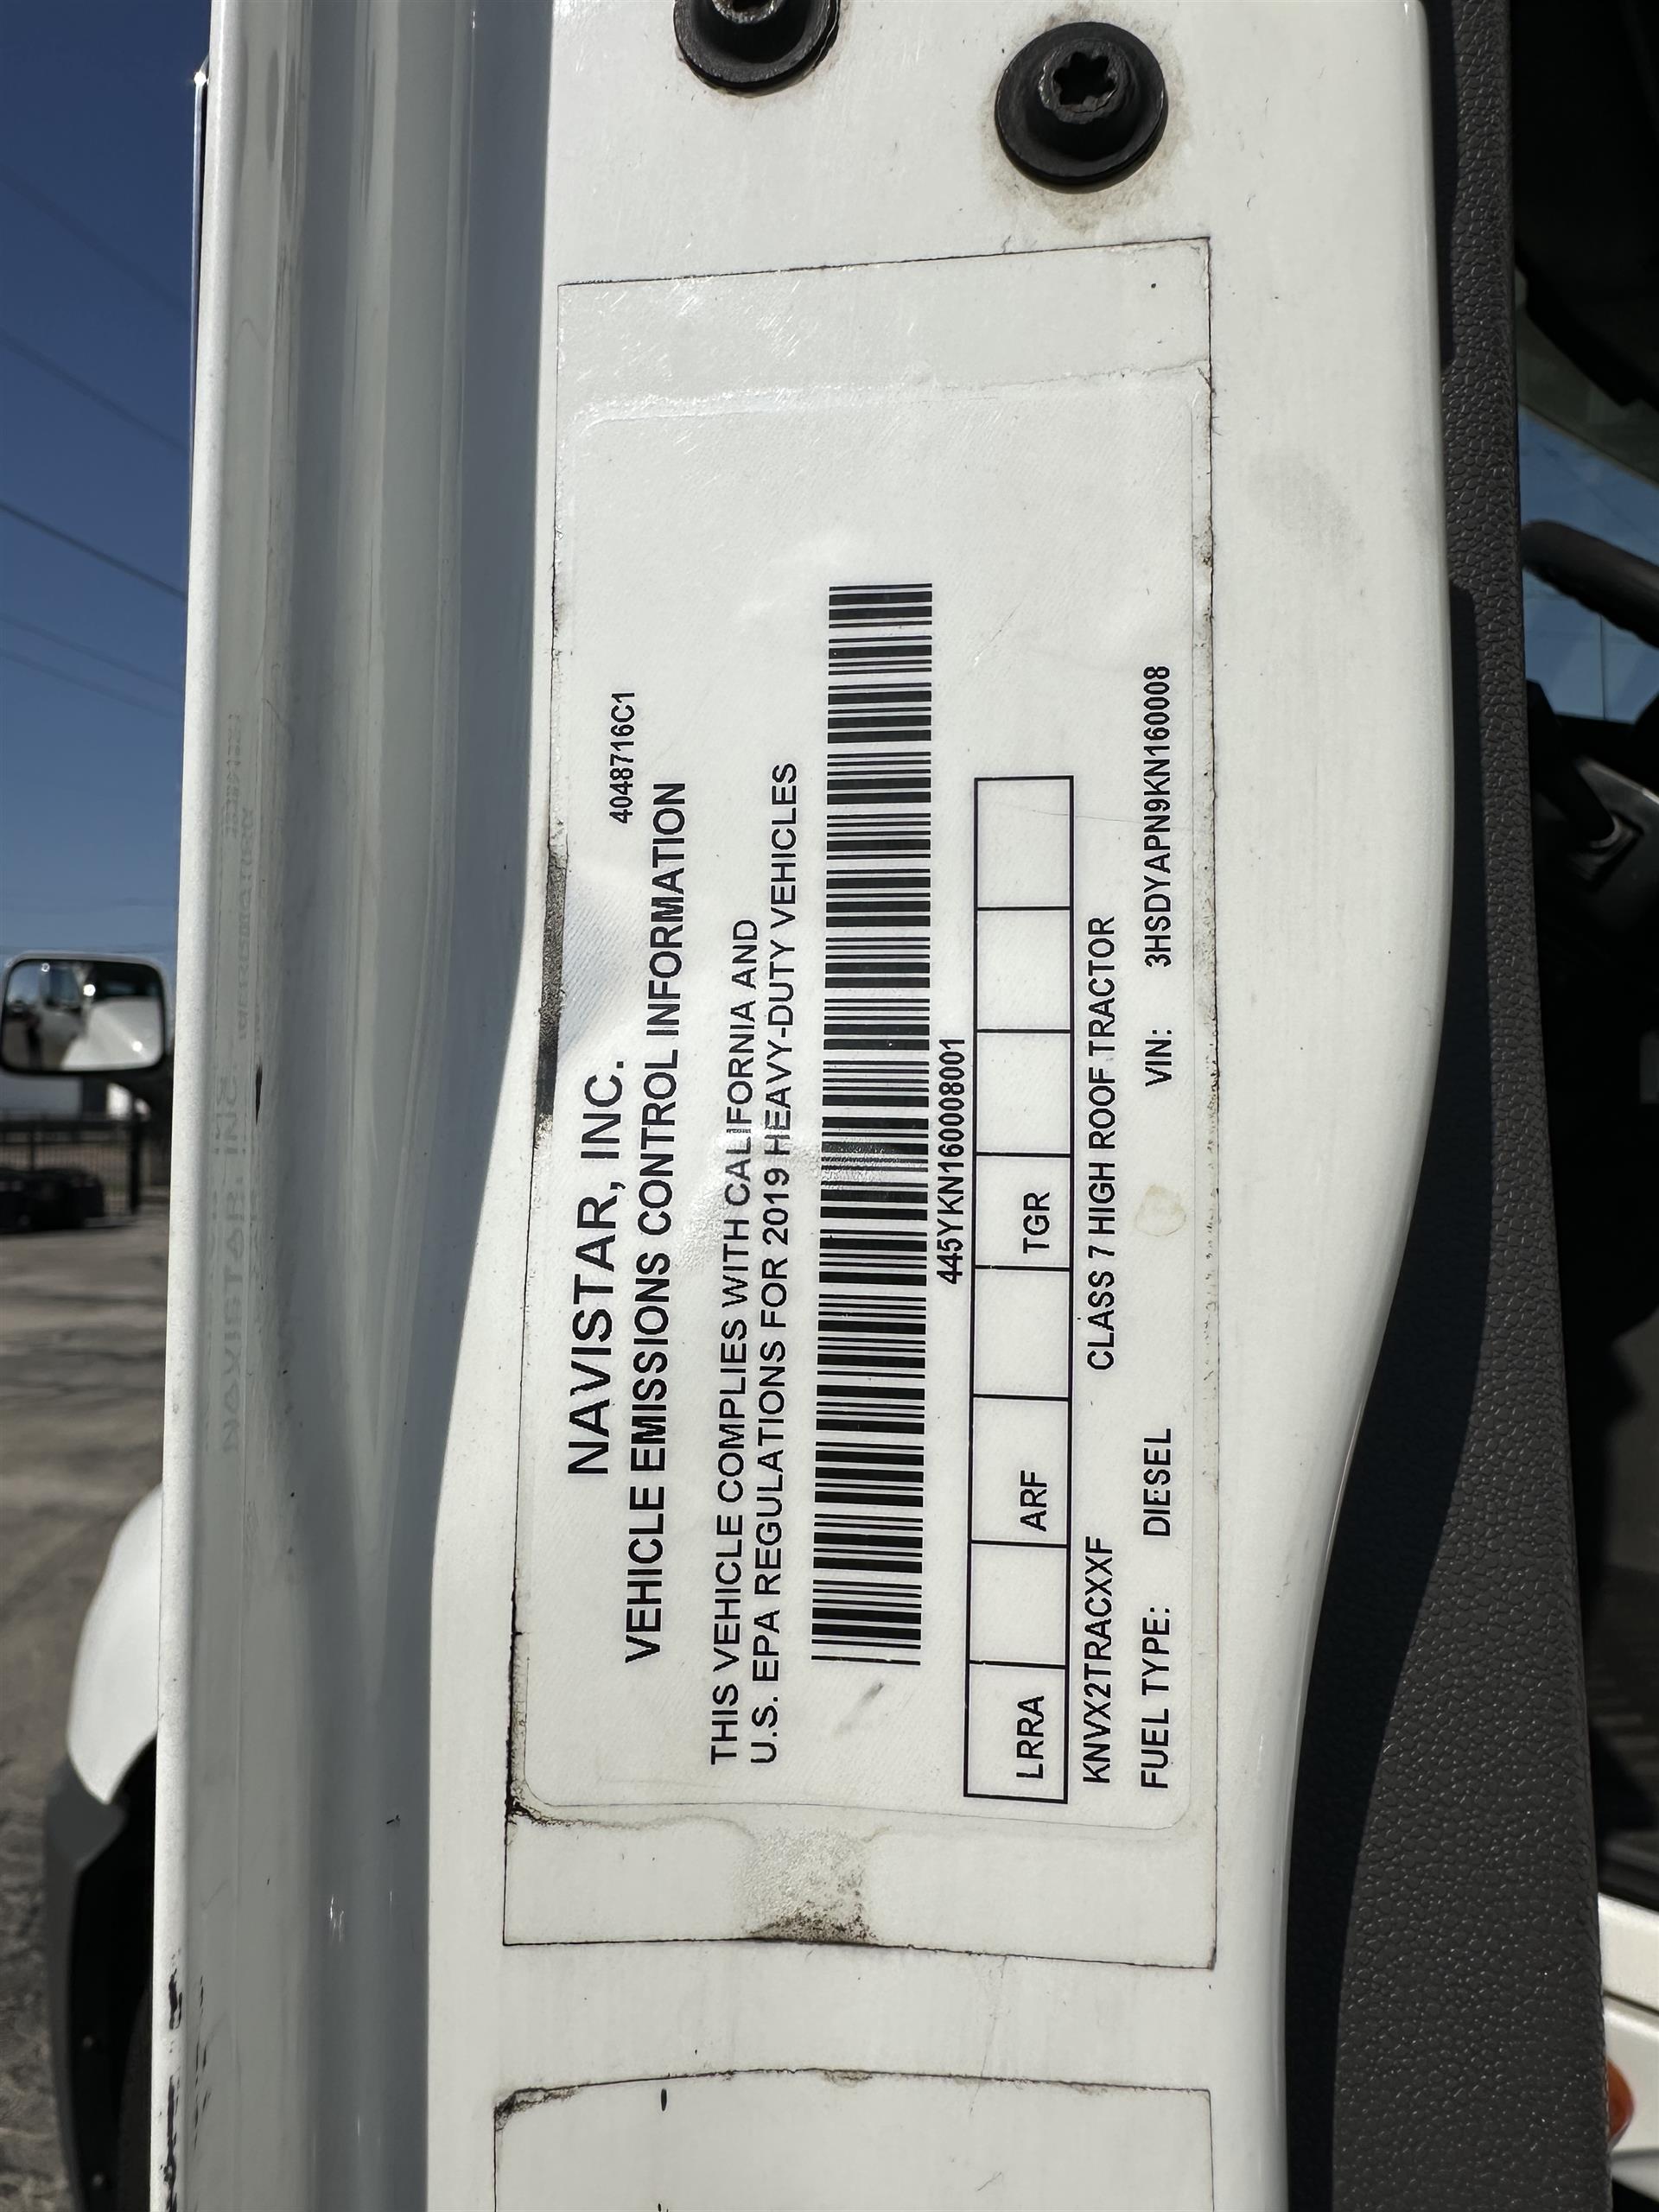 4048716C1
NAVISTAR, INC.
VEHICLE EMISSIONS CONTROL INFORMATION
THIS VEHICLE COMPLIES WITH CALIFORNIA AND
U.S. EPA REGULATIONS FOR 2019 HEAVY-DUTY VEHICLES
445YKN160008001
LRRA ARF TGR
KNVX2TRACXXF CLASS 7 HIGH ROOF TRACTOR
FUEL TYPE: DIESEL VIN: 3HSDYAPN9KN160008